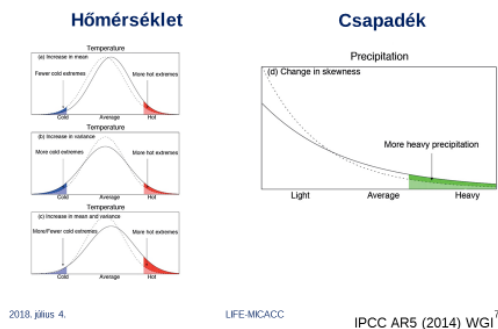 Hőmérséklet
Csapadék
Temperature
(a) Increase in mean
Fewer cold extremes
More hot extremes
Cold
Average
Hot
Temperature
(b) Increase in variance
More cold extremes
More hot extremes
Cold
Average
Hot
Temperature
(c) Increase in mean and variance
More/Fewer cold extremes
More hot extremes
Cold
Average
Hot
Precipitation
(d) Change in skewness
More heavy precipitation
Light
Average
Heavy
2018. július 4.
LIFE-MICACC
7
IPCC AR5 (2014) WGI